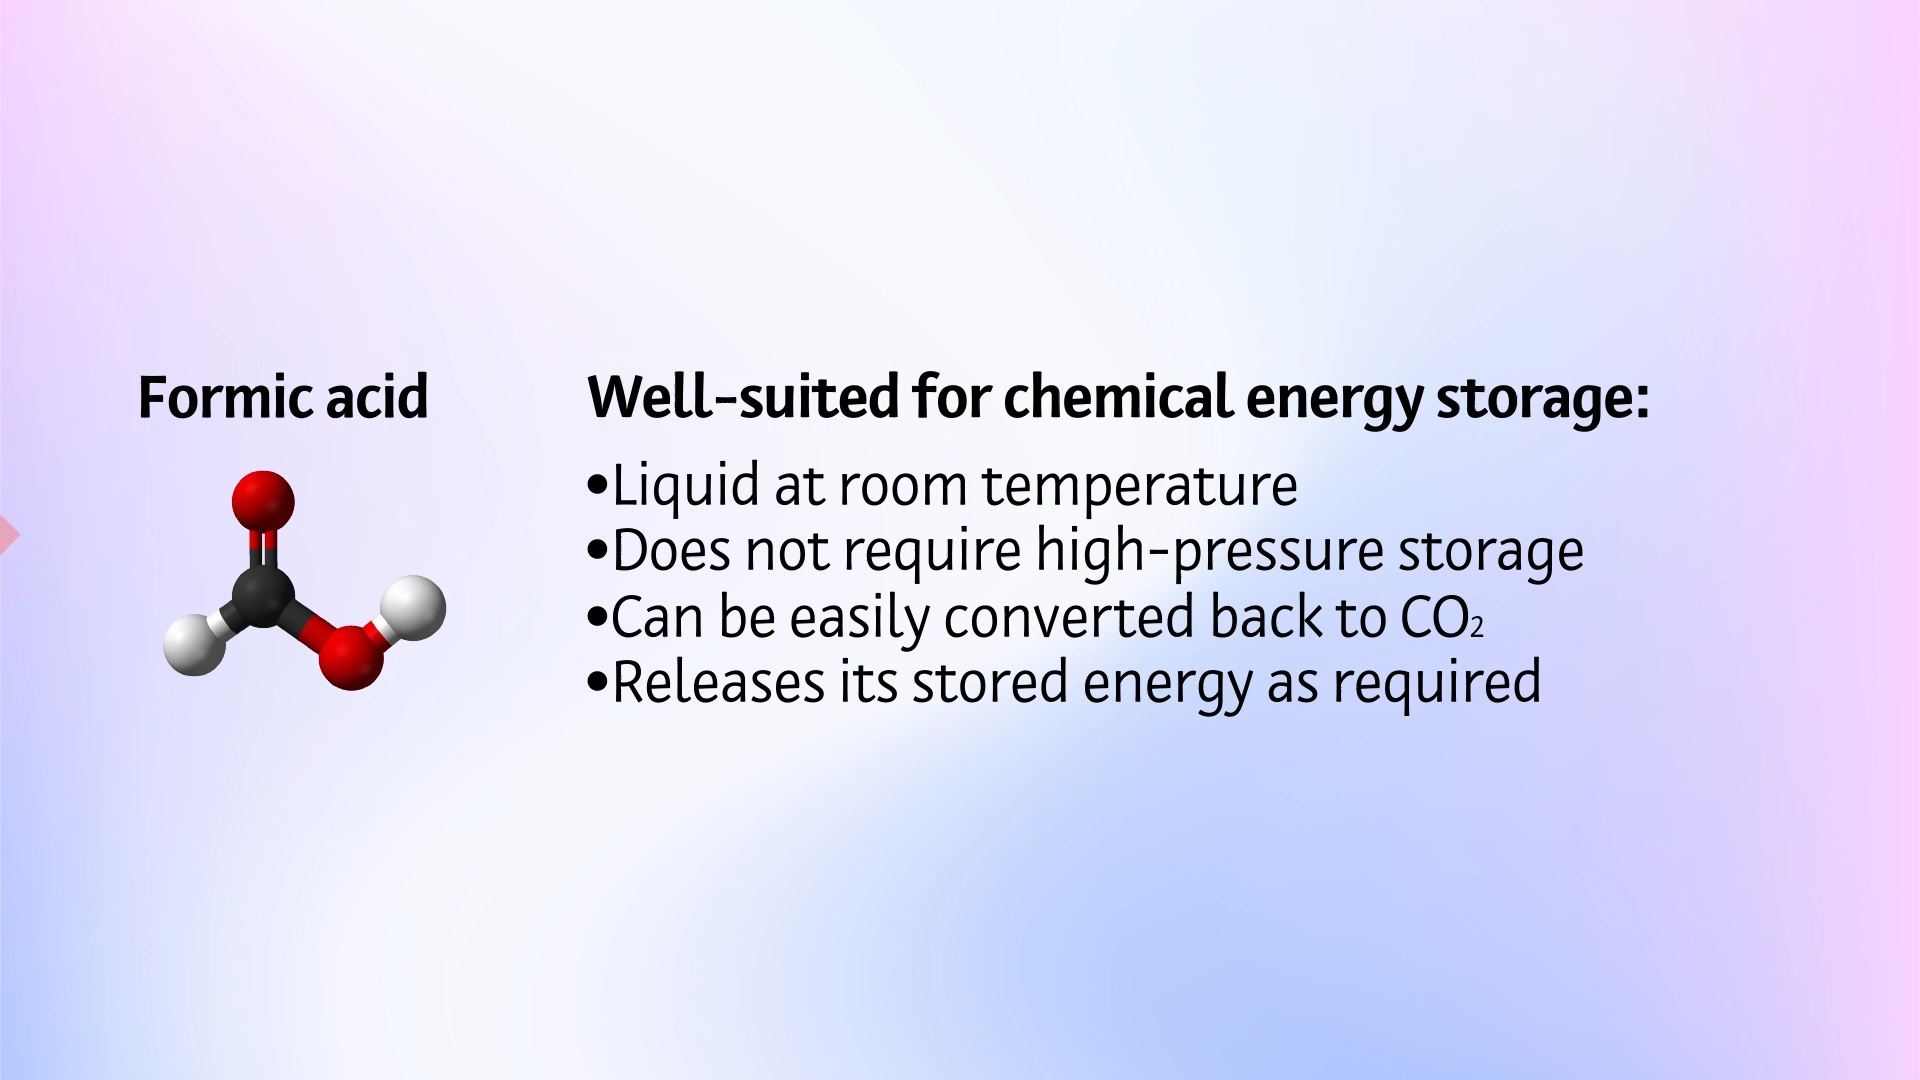 Formic acid
Well-suited for chemical energy storage:
•Liquid at room temperature
•Does not require high-pressure storage
•Can be easily converted back to CO₂
•Releases its stored energy as required